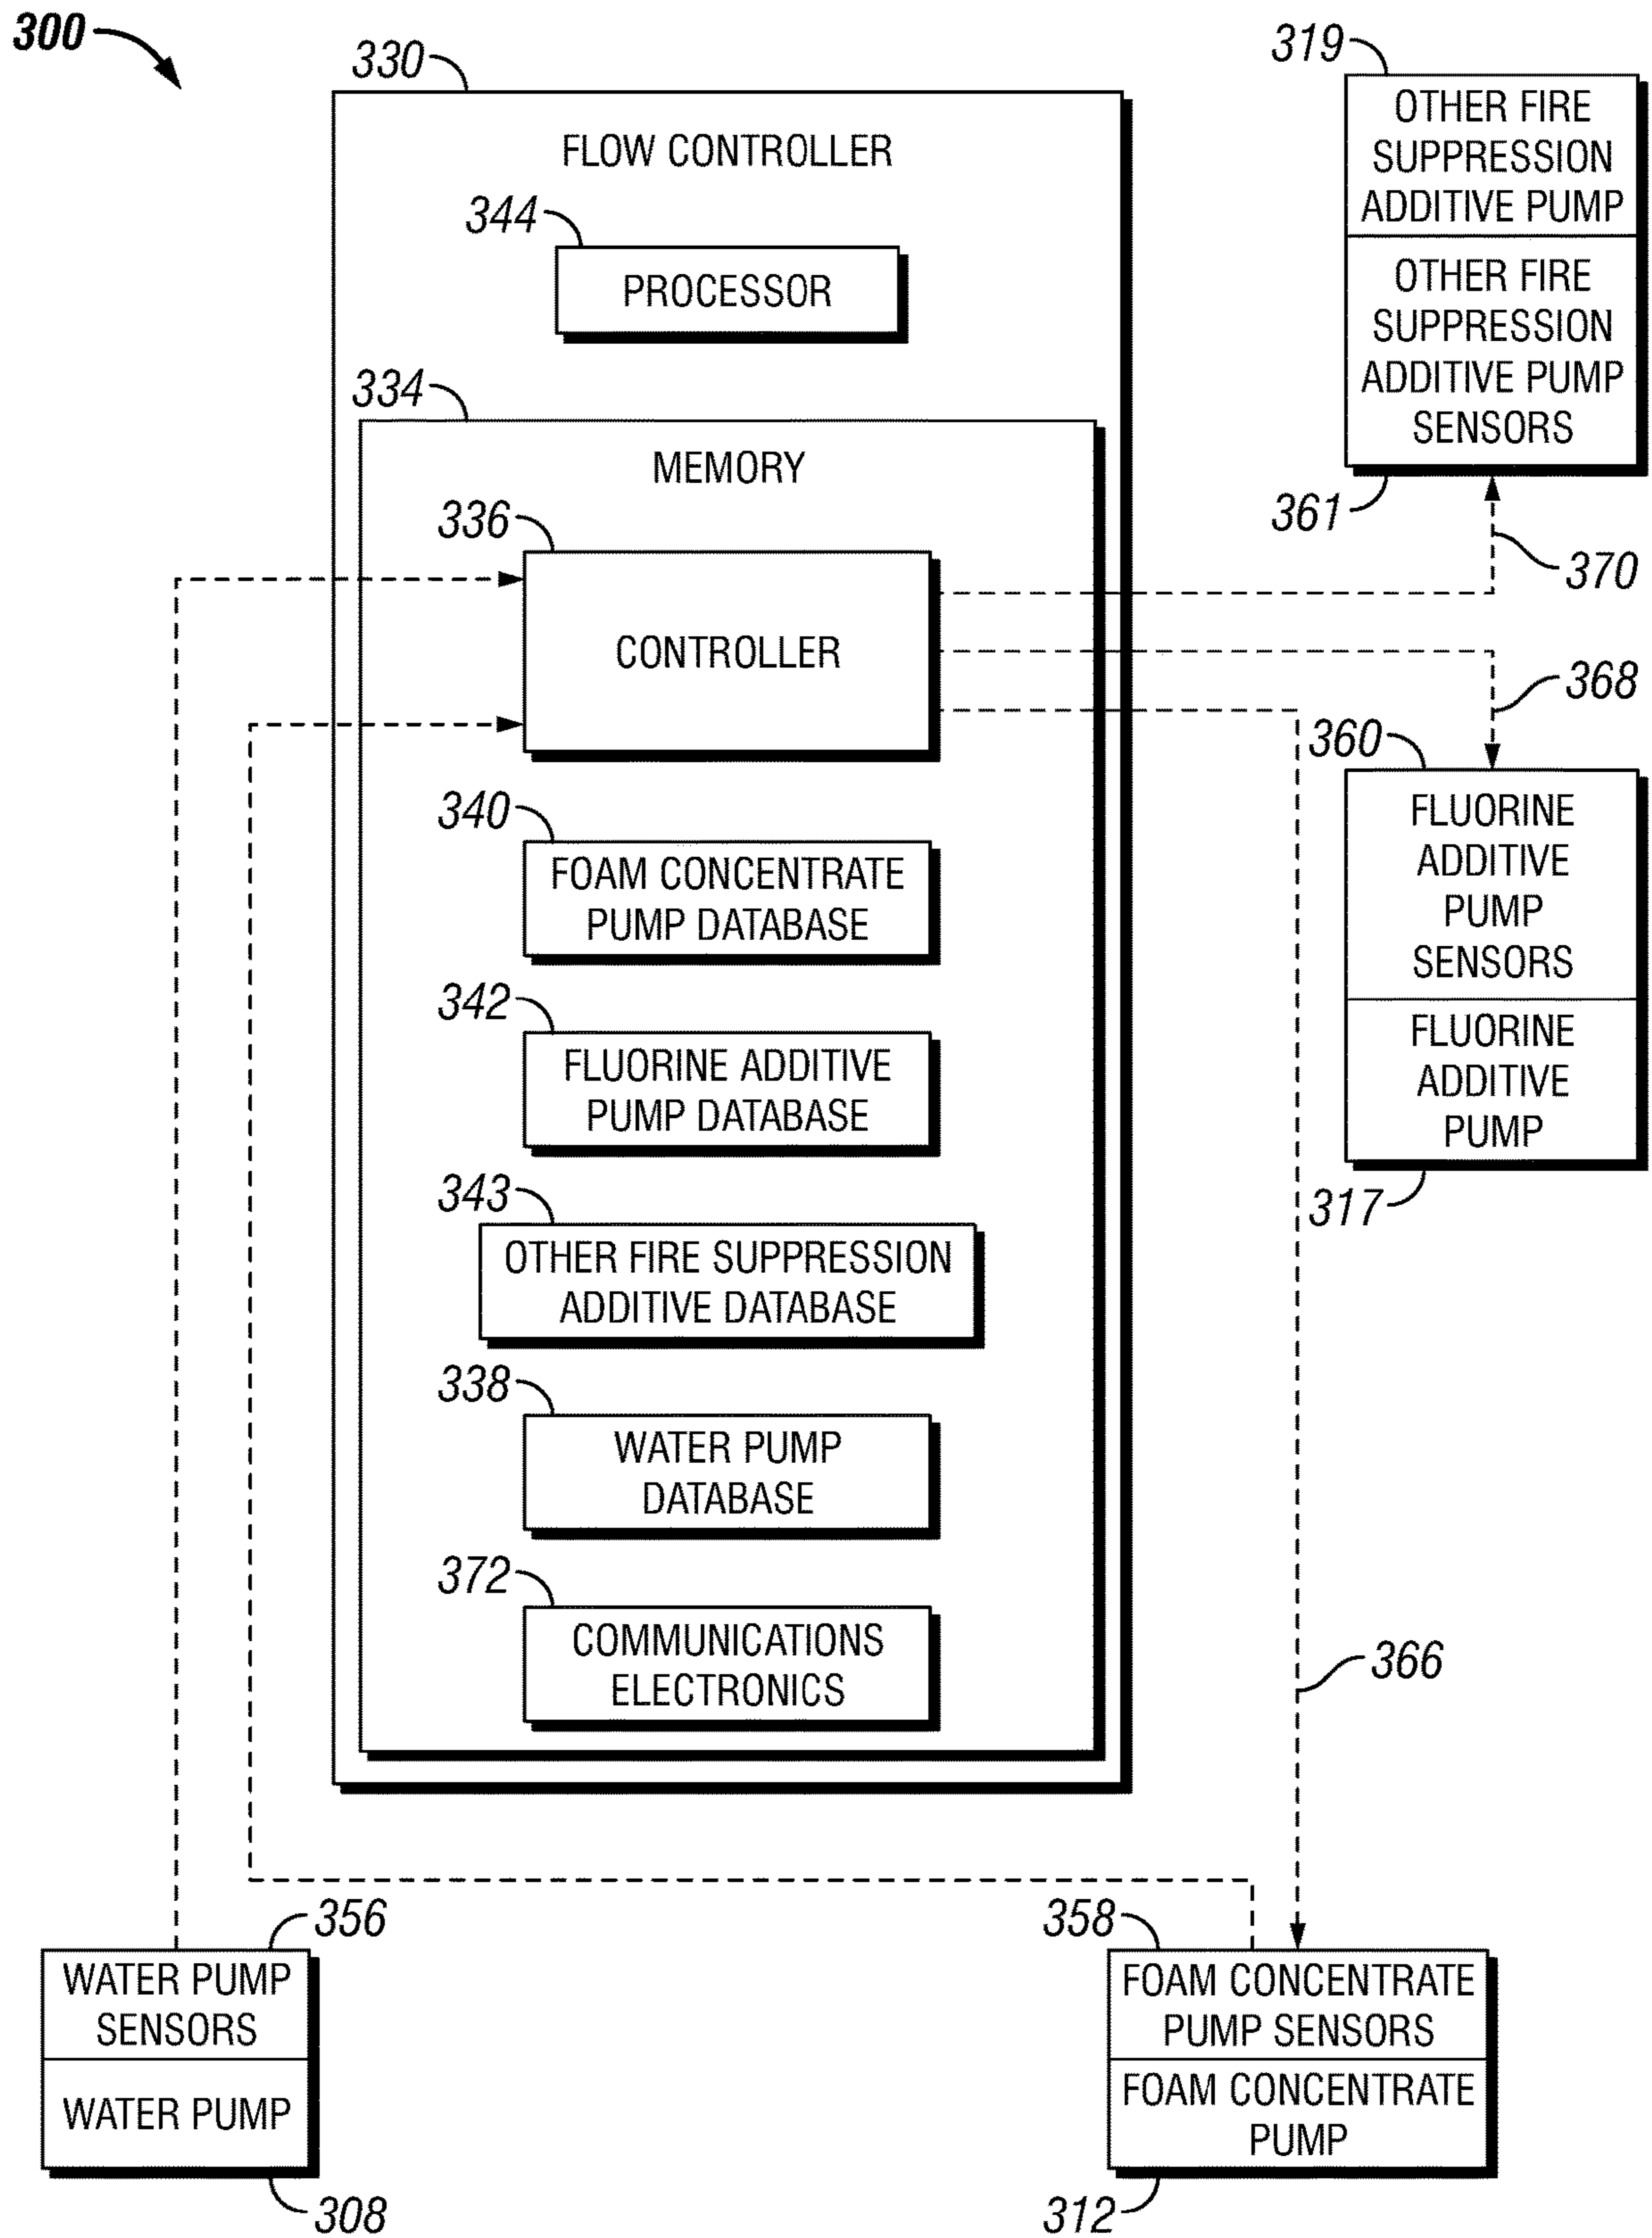 300
330
FLOW CONTROLLER
344
PROCESSOR
334
MEMORY
336
CONTROLLER
340
FOAM CONCENTRATE
PUMP DATABASE
342
FLUORINE ADDITIVE
PUMP DATABASE
343
OTHER FIRE SUPPRESSION
ADDITIVE DATABASE
338
WATER PUMP
DATABASE
372
COMMUNICATIONS
ELECTRONICS
319
OTHER FIRE
SUPPRESSION
ADDITIVE PUMP
OTHER FIRE
SUPPRESSION
ADDITIVE PUMP
SENSORS
361
370
368
360
FLUORINE
ADDITIVE
PUMP
SENSORS
FLUORINE
ADDITIVE
PUMP
317
366
356
WATER PUMP
SENSORS
WATER PUMP
308
358
FOAM CONCENTRATE
PUMP SENSORS
FOAM CONCENTRATE
PUMP
312